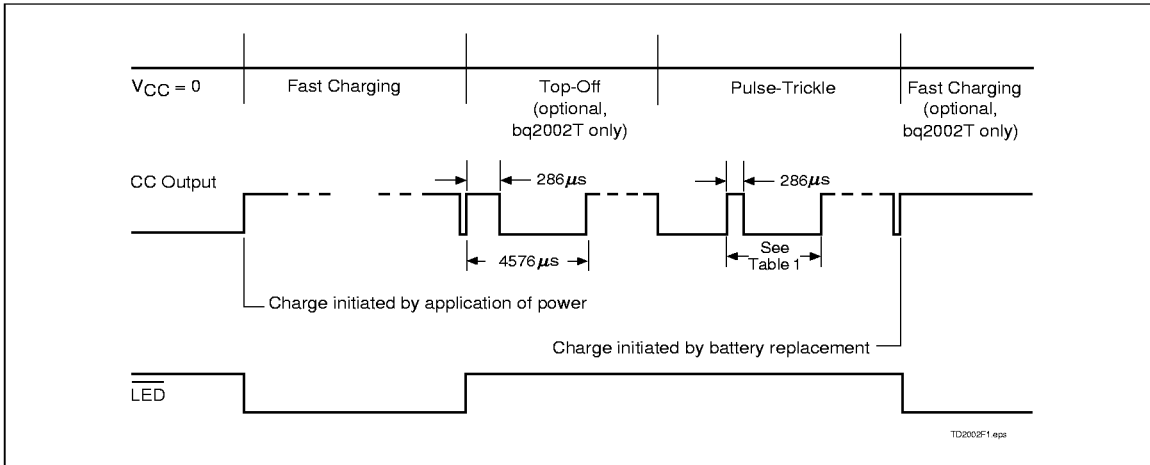 VCC = 0
Fast Charging
Top-Off
(optional,
bq2002T only)
Pulse-Trickle
Fast Charging
(optional,
bq2002T only)
CC Output
286µs
286µs
4576µs
See
Table 1
Charge initiated by application of power
Charge initiated by battery replacement
LED
TD2002F1.eps